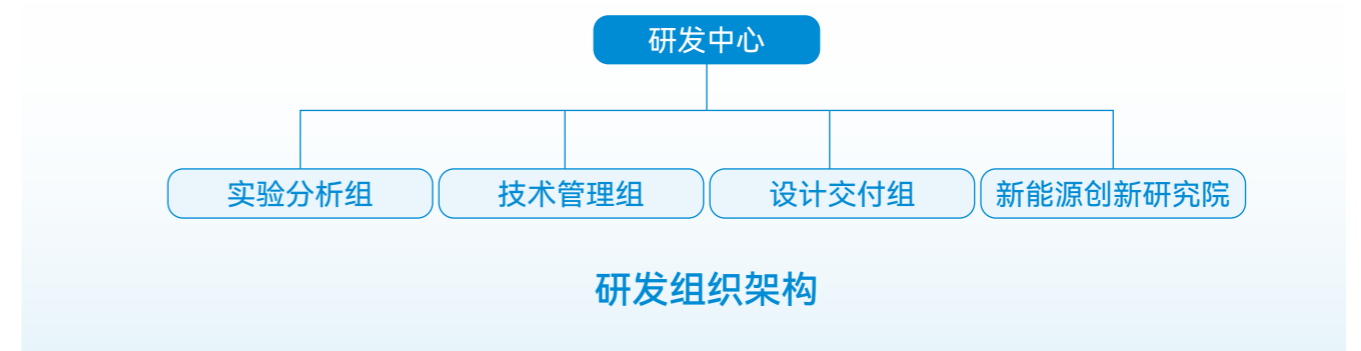 研发中心
实验分析组
技术管理组
设计交付组
新能源创新研究院
研发组织架构